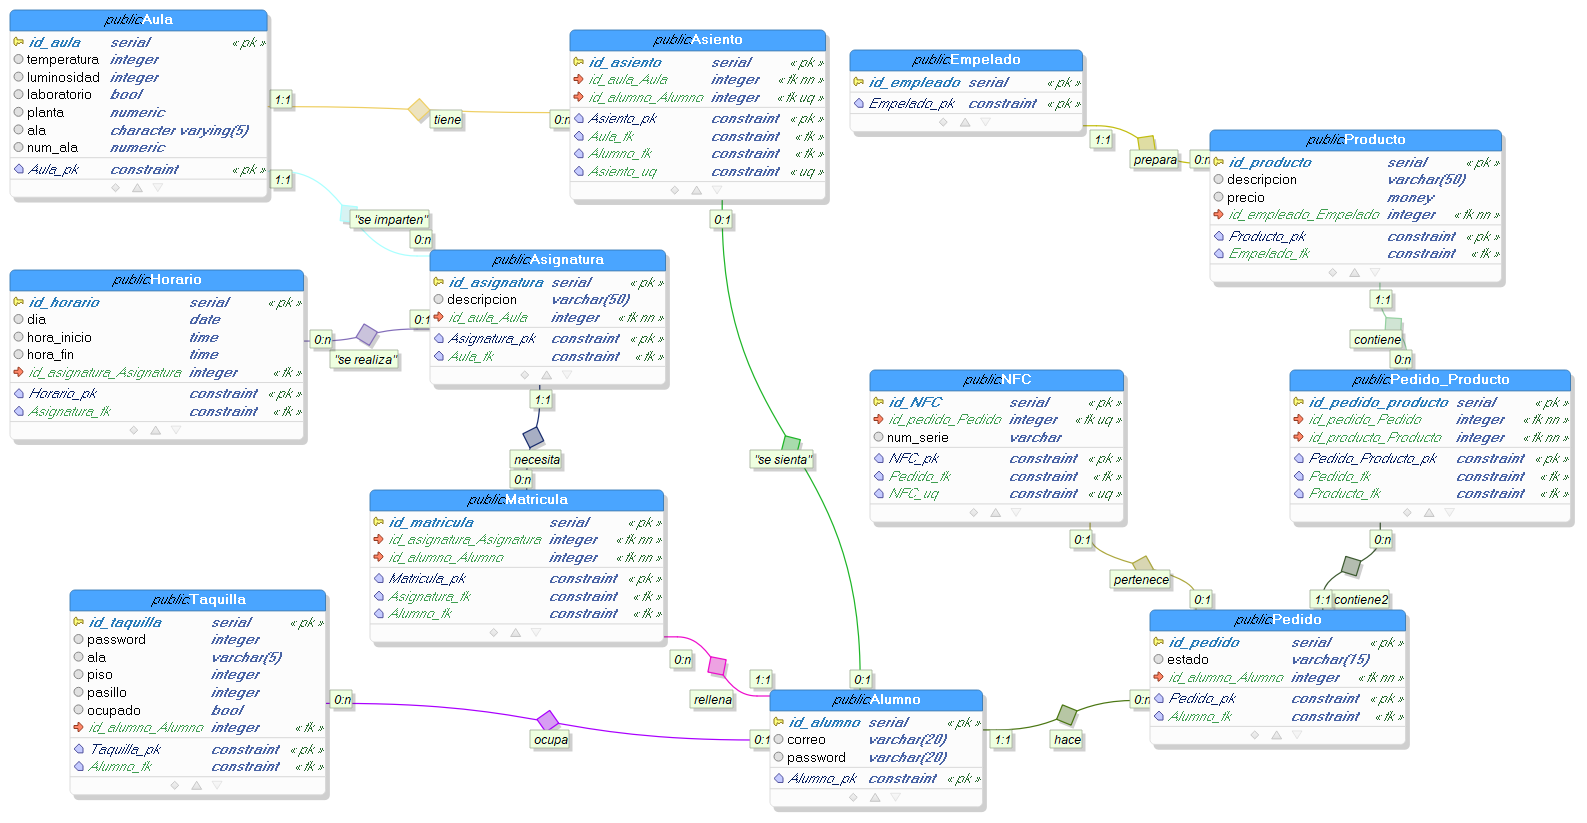 public.Aula
id_aula serial « pk »
temperatura integer
luminosidad integer
laboratorio bool
planta numeric
ala character varying(5)
num_ala numeric
Aula_pk constraint « pk »
public.Asiento
id_asiento serial « pk »
id_aula_Aula integer « fk nn »
id_alumno_Alumno integer « fk uq »
Asiento_pk constraint « pk »
Aula_fk constraint « fk »
Alumno_fk constraint « fk »
Asiento_uq constraint « uq »
public.Empelado
id_empleado serial « pk »
Empelado_pk constraint « pk »
public.Producto
id_producto serial « pk »
descripcion varchar(50)
precio money
id_empleado_Empelado integer « fk nn »
Producto_pk constraint « pk »
Empelado_fk constraint « fk »
1:1
tiene
0:n
1:1
"se imparten"
0:n
1:1
prepara
0:n
public.Horario
id_horario serial « pk »
dia date
hora_inicio time
hora_fin time
id_asignatura_Asignatura integer « fk »
Horario_pk constraint « pk »
Asignatura_fk constraint « fk »
0:n
"se realiza"
0:1
public.Asignatura
id_asignatura serial « pk »
descripcion varchar(50)
id_aula_Aula integer « fk nn »
Asignatura_pk constraint « pk »
Aula_fk constraint « fk »
0:1
"se sienta"
0:1
1:1
contiene
0:n
public.NFC
id_NFC serial « pk »
id_pedido_Pedido integer « fk uq »
num_serie varchar
NFC_pk constraint « pk »
Pedido_fk constraint « fk »
NFC_uq constraint « uq »
public.Pedido_Producto
id_pedido_producto serial « pk »
id_pedido_Pedido integer « fk nn »
id_producto_Producto integer « fk nn »
Pedido_Producto_pk constraint « pk »
Pedido_fk constraint « fk »
Producto_fk constraint « fk »
1:1
necesita
0:n
public.Matricula
id_matricula serial « pk »
id_asignatura_Asignatura integer « fk nn »
id_alumno_Alumno integer « fk nn »
Matricula_pk constraint « pk »
Asignatura_fk constraint « fk »
Alumno_fk constraint « fk »
0:1
pertenece
0:1
0:n
1:1
contiene2
public.Taquilla
id_taquilla serial « pk »
password integer
ala varchar(5)
piso integer
pasillo integer
ocupado bool
id_alumno_Alumno integer « fk »
Taquilla_pk constraint « pk »
Alumno_fk constraint « fk »
0:n
ocupa
0:1
0:n
rellena
1:1
public.Alumno
id_alumno serial « pk »
correo varchar(20)
password varchar(20)
Alumno_pk constraint « pk »
1:1
hace
0:n
public.Pedido
id_pedido serial « pk »
estado varchar(15)
id_alumno_Alumno integer « fk nn »
Pedido_pk constraint « pk »
Alumno_fk constraint « fk »